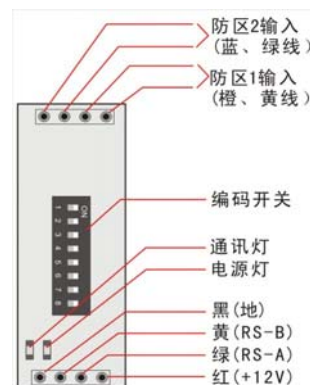 防区2输入
(蓝、绿线)
防区1输入
(橙、黄线)
ON
1
2
3
4
5
6
7
8
编码开关
通讯灯
电源灯
黑(地)
黄(RS-B)
绿(RS-A)
红(+12V)